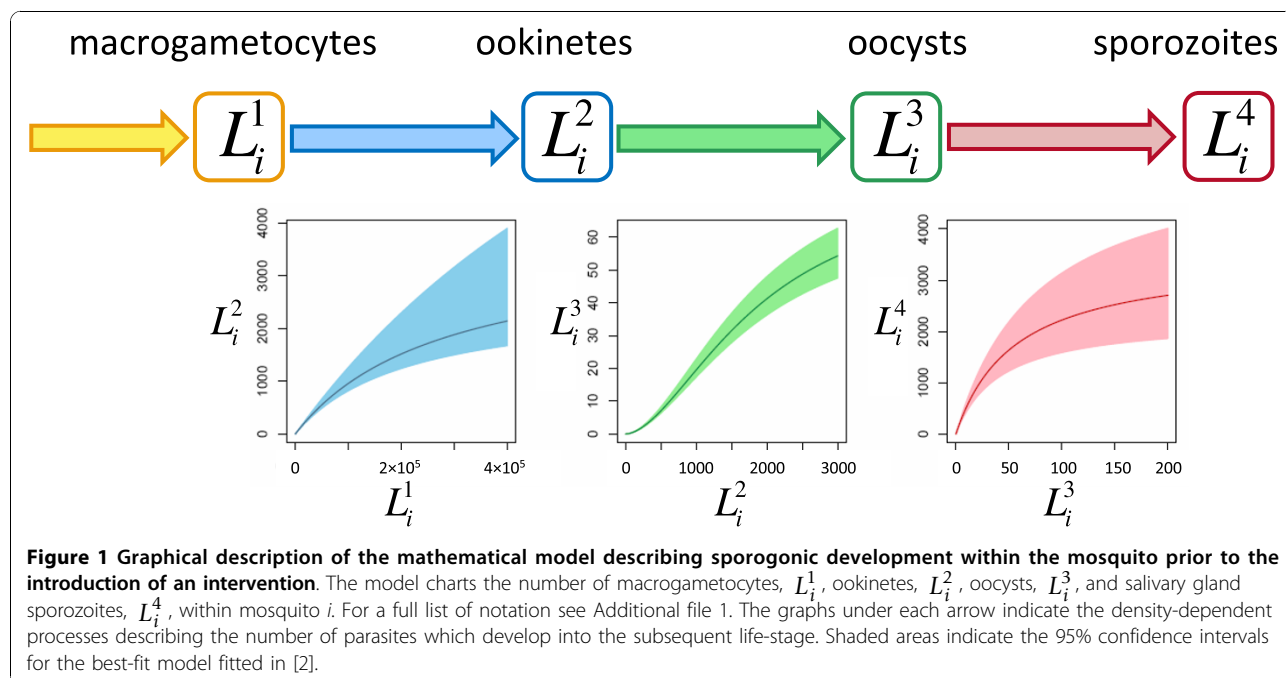 macrogametocytes ookinetes oocysts sporozoites
L_i^1 L_i^2 L_i^3 L_i^4
4000
3000
2000
1000
0
L_i^2
0 2×10⁵ 4×10⁵
L_i^1
60
50
40
30
20
10
0
L_i^3
0 1000 2000 3000
L_i^2
4000
3000
2000
1000
0
L_i^4
0 50 100 150 200
L_i^3
Figure 1 Graphical description of the mathematical model describing sporogonic development within the mosquito prior to the
introduction of an intervention. The model charts the number of macrogametocytes, L_i^1, ookinetes, L_i^2, oocysts, L_i^3, and salivary gland
sporozoites, L_i^4, within mosquito i. For a full list of notation see Additional file 1. The graphs under each arrow indicate the density-dependent
processes describing the number of parasites which develop into the subsequent life-stage. Shaded areas indicate the 95% confidence intervals
for the best-fit model fitted in [2].